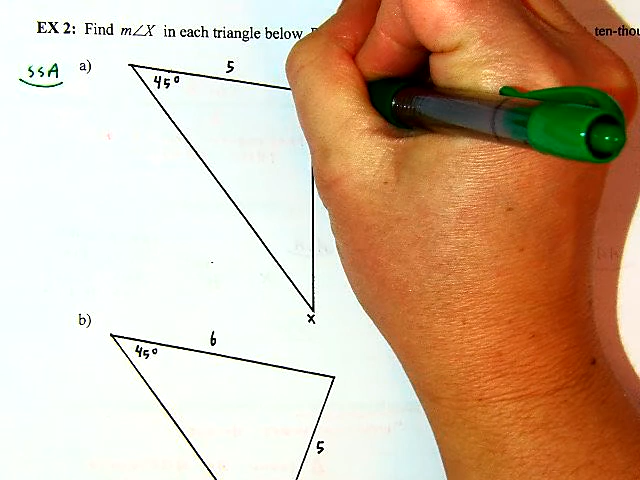 EX 2: Find m∠X in each triangle below
ten-thou
SSA a) 5
45°
x
b) 6
45°
5